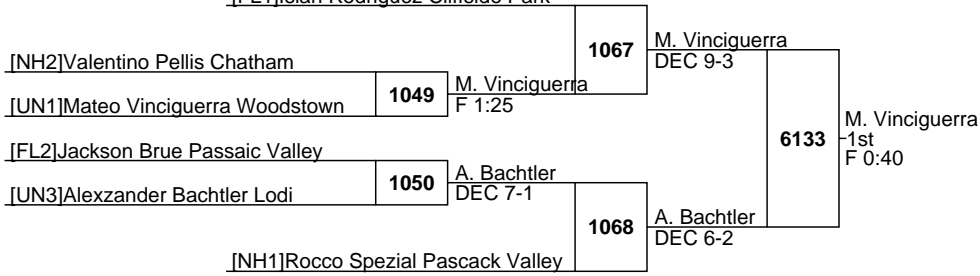 M. Vinciguerra
1067
DEC 9-3
[NH2]Valentino Pellis Chatham
M. Vinciguerra
1049
F 1:25
[UN1]Mateo Vinciguerra Woodstown
M. Vinciguerra
6133
1st
F 0:40
[FL2]Jackson Brue Passaic Valley
A. Bachtler
1050
DEC 7-1
[UN3]Alexzander Bachtler Lodi
A. Bachtler
1068
DEC 6-2
[NH1]Rocco Spezial Pascack Valley